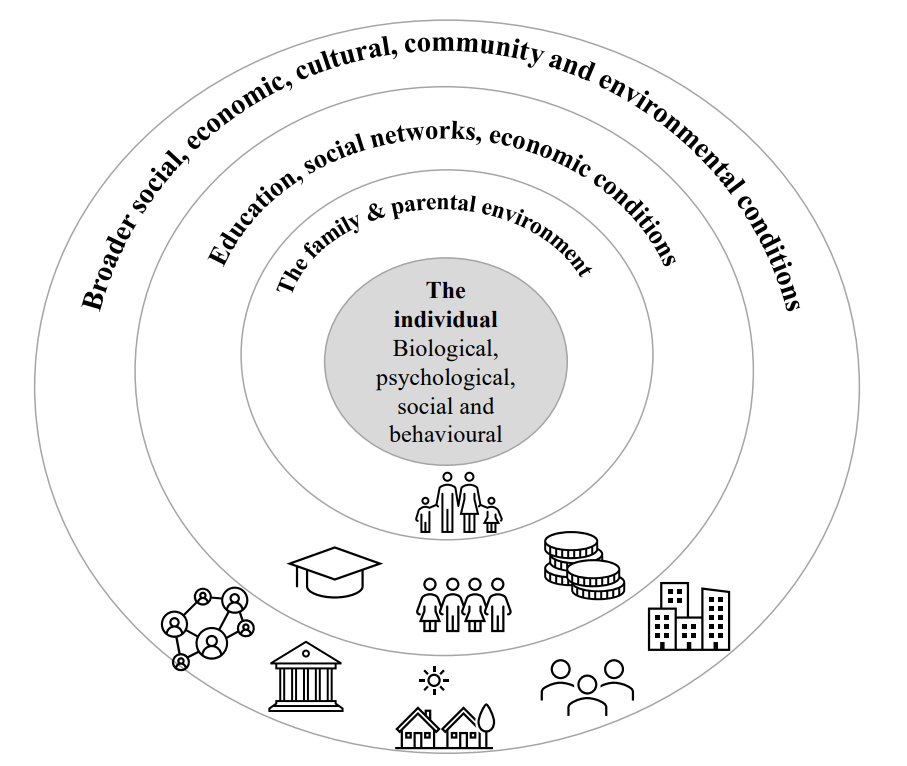 Broader social, economic, cultural, community and environmental conditions
Education, social networks, economic conditions
The family & parental environment
The
individual
Biological,
psychological,
social and
behavioural